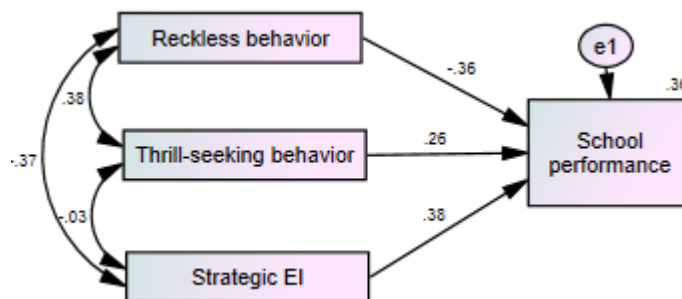 Reckless behavior
e1
-.36
.38
School
performance
Thrill-seeking behavior
.26
-.37
-.03
.38
Strategic EI